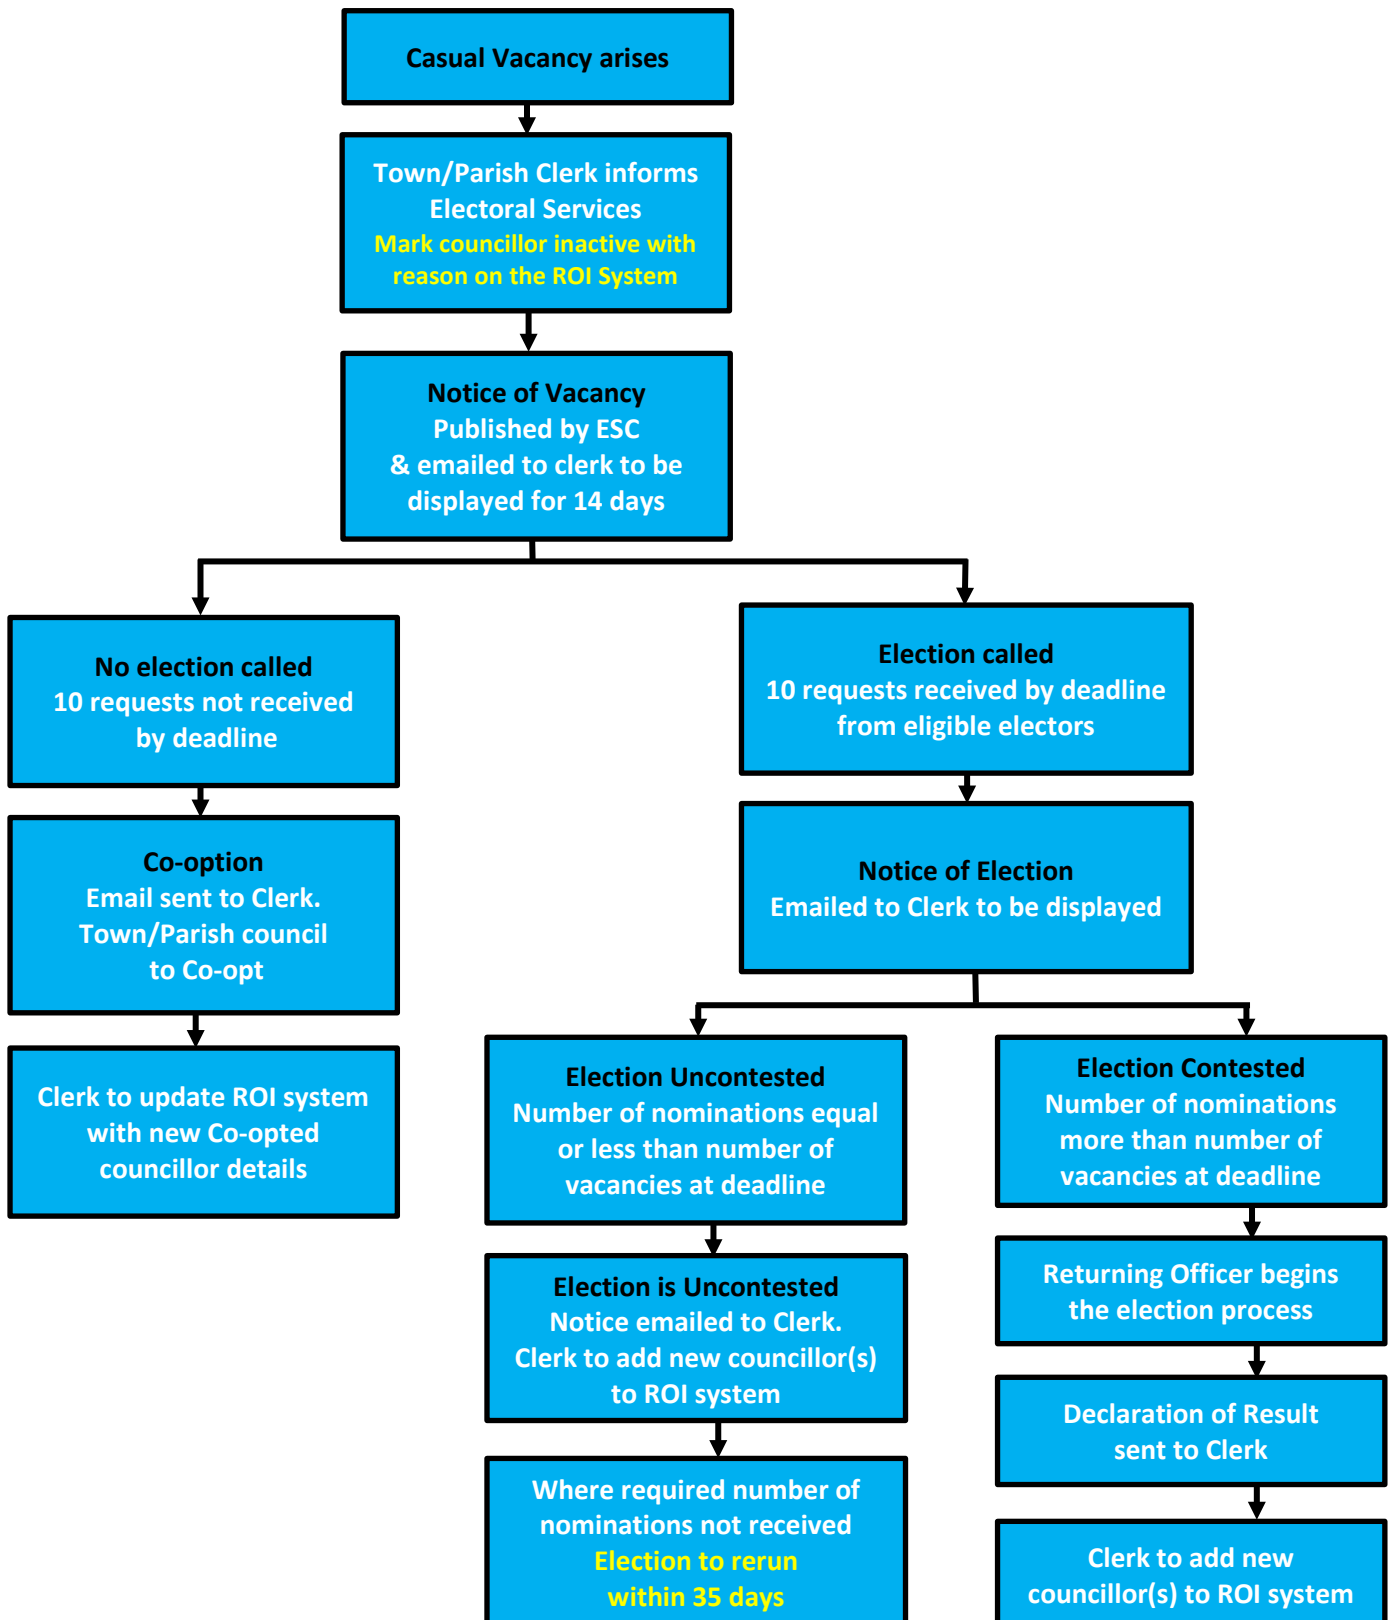 Casual Vacancy arises
Town/Parish Clerk informs
Electoral Services
Mark councillor inactive with
reason on the ROI System
Notice of Vacancy
Published by ESC
& emailed to clerk to be
displayed for 14 days
No election called
10 requests not received
by deadline
Election called
10 requests received by deadline
from eligible electors
Co-option
Email sent to Clerk.
Town/Parish council
to Co-opt
Notice of Election
Emailed to Clerk to be displayed
Clerk to update ROI system
with new Co-opted
councillor details
Election Uncontested
Number of nominations equal
or less than number of
vacancies at deadline
Election Contested
Number of nominations
more than number of
vacancies at deadline
Election is Uncontested
Notice emailed to Clerk.
Clerk to add new councillor(s)
to ROI system
Returning Officer begins
the election process
Declaration of Result
sent to Clerk
Where required number of
nominations not received
Election to rerun
within 35 days
Clerk to add new
councillor(s) to ROI system